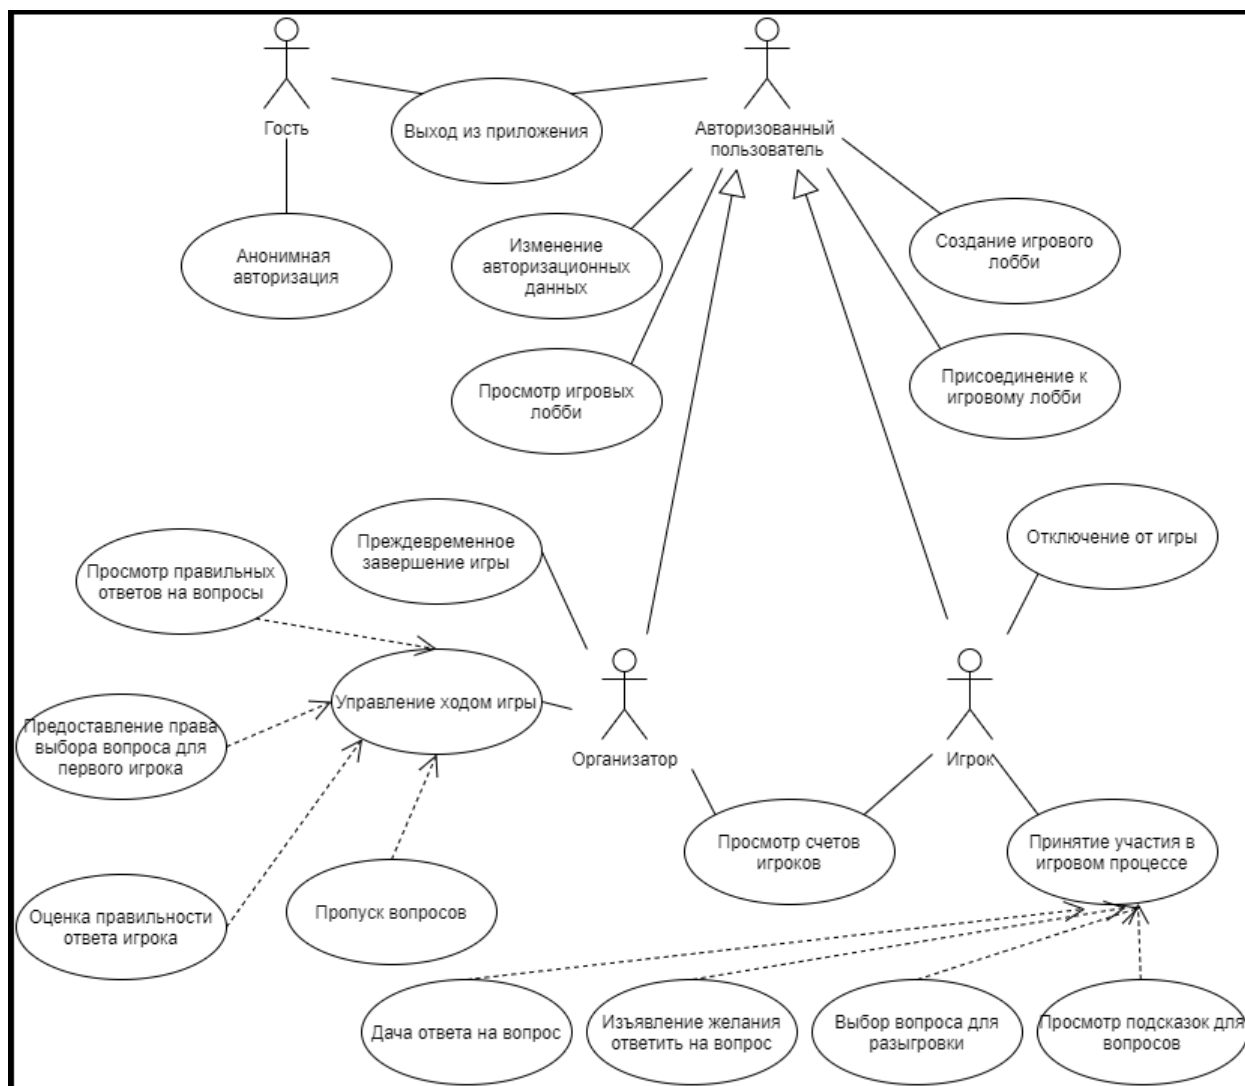 Гость
Выход из приложения
Авторизованный
пользователь
Анонимная
авторизация
Изменение
авторизационных
данных
Создание игрового
лобби
Просмотр игровых
лобби
Присоединение к
игровому лобби
Преждевременное
завершение игры
Отключение от игры
Просмотр правильных
ответов на вопросы
Управление ходом игры
Предоставление права
выбора вопроса для
первого игрока
Организатор
Игрок
Просмотр счетов
игроков
Принятие участия в
игровом процессе
Оценка правильности
ответа игрока
Пропуск вопросов
Дача ответа на вопрос
Изъявление желания
ответить на вопрос
Выбор вопроса для
разыгровки
Просмотр подсказок для
вопросов